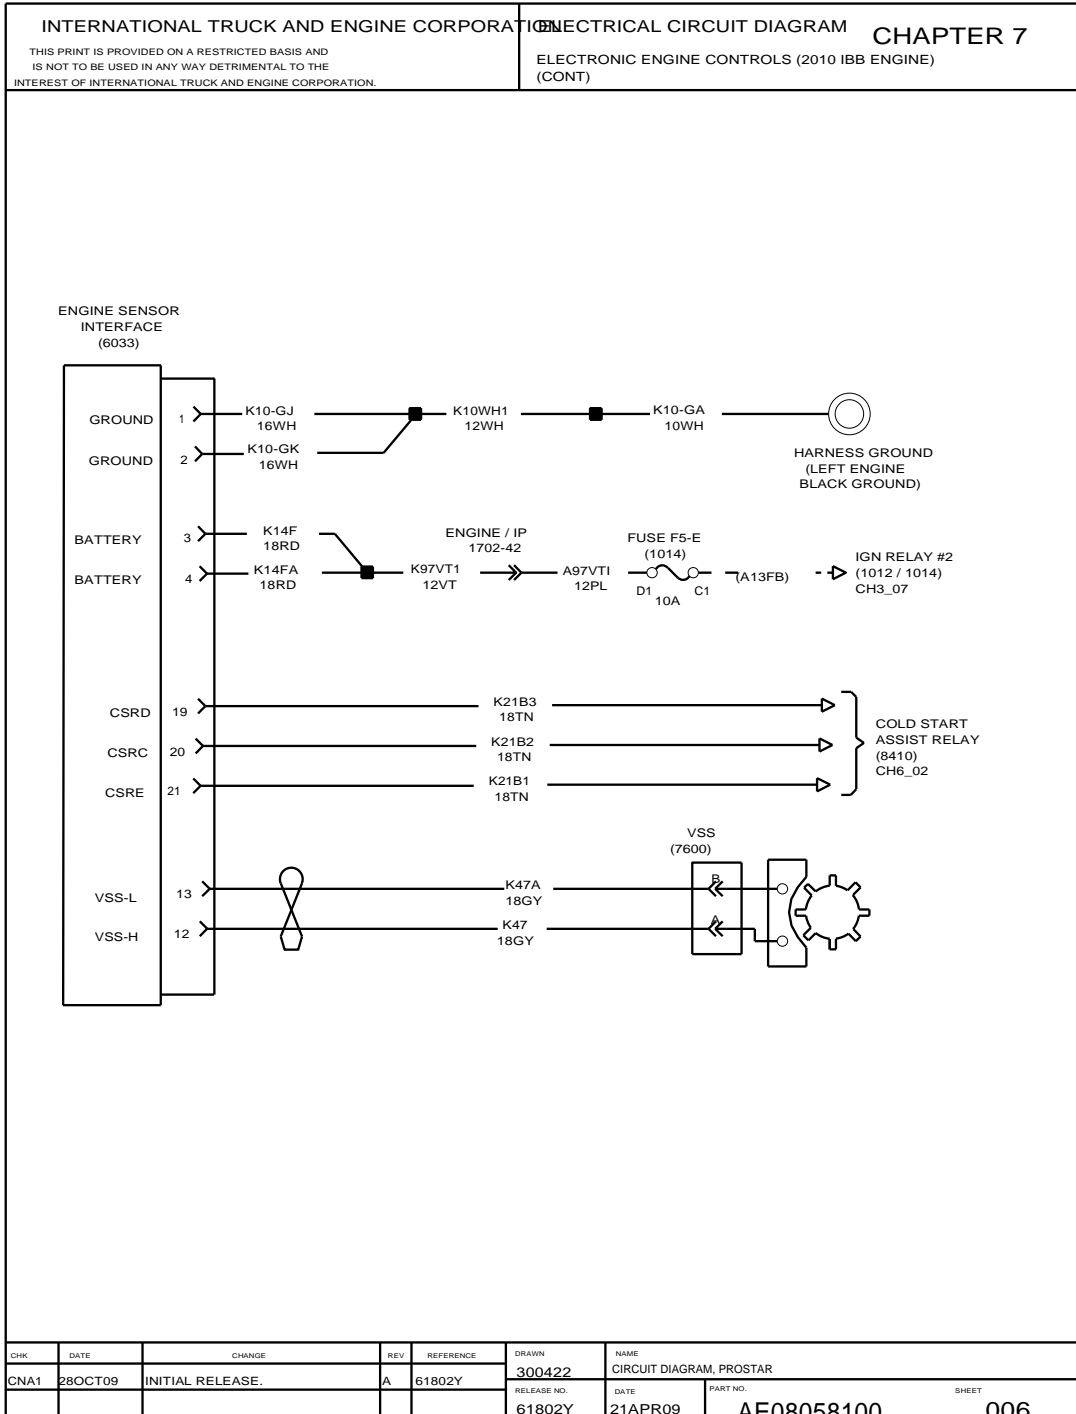 INTERNATIONAL TRUCK AND ENGINE CORPORATION
THIS PRINT IS PROVIDED ON A RESTRICTED BASIS AND
IS NOT TO BE USED IN ANY WAY DETRIMENTAL TO THE
INTEREST OF INTERNATIONAL TRUCK AND ENGINE CORPORATION.
ELECTRICAL CIRCUIT DIAGRAM
CHAPTER 7
ELECTRONIC ENGINE CONTROLS (2010 IBB ENGINE)
(CONT)
ENGINE SENSOR
INTERFACE
(6033)
GROUND 1 K10-GJ
16WH
K10WH1
12WH
K10-GA
10WH
GROUND 2 K10-GK
16WH
HARNESS GROUND
(LEFT ENGINE
BLACK GROUND)
BATTERY 3 K14F
18RD
BATTERY 4 K14FA
18RD
K97VT1
12VT
ENGINE / IP
1702-42
A97VTI
12PL
FUSE F5-E
(1014)
D1 C1
10A
(A13FB)
IGN RELAY #2
(1012 / 1014)
CH3_07
CSRD 19 K21B3
18TN
CSRC 20 K21B2
18TN
CSRE 21 K21B1
18TN
COLD START
ASSIST RELAY
(8410)
CH6_02
VSS
(7600)
VSS-L 13 K47A
18GY
B
VSS-H 12 K47
18GY
A
CHK DATE CHANGE REV REFERENCE
CNA1 28OCT09 INITIAL RELEASE. A 61802Y
DRAWN
300422
NAME
CIRCUIT DIAGRAM, PROSTAR
RELEASE NO.
61802Y
DATE
21APR09
PART NO.
AE08058100
SHEET
006